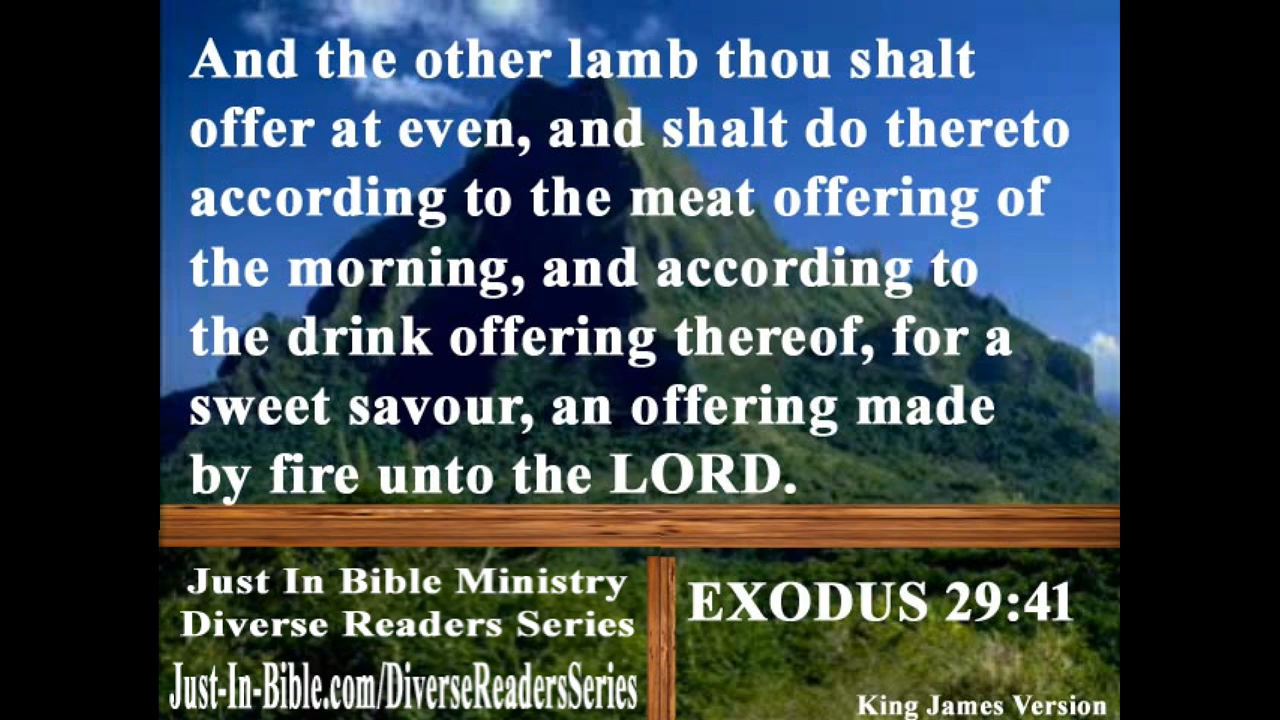 And the other lamb thou shalt
offer at even, and shalt do thereto
according to the meat offering of
the morning, and according to
the drink offering thereof, for a
sweet savour, an offering made
by fire unto the LORD.
Just In Bible Ministry
Diverse Readers Series
Just-In-Bible.com/DiverseReadersSeries
EXODUS 29:41
King James Version